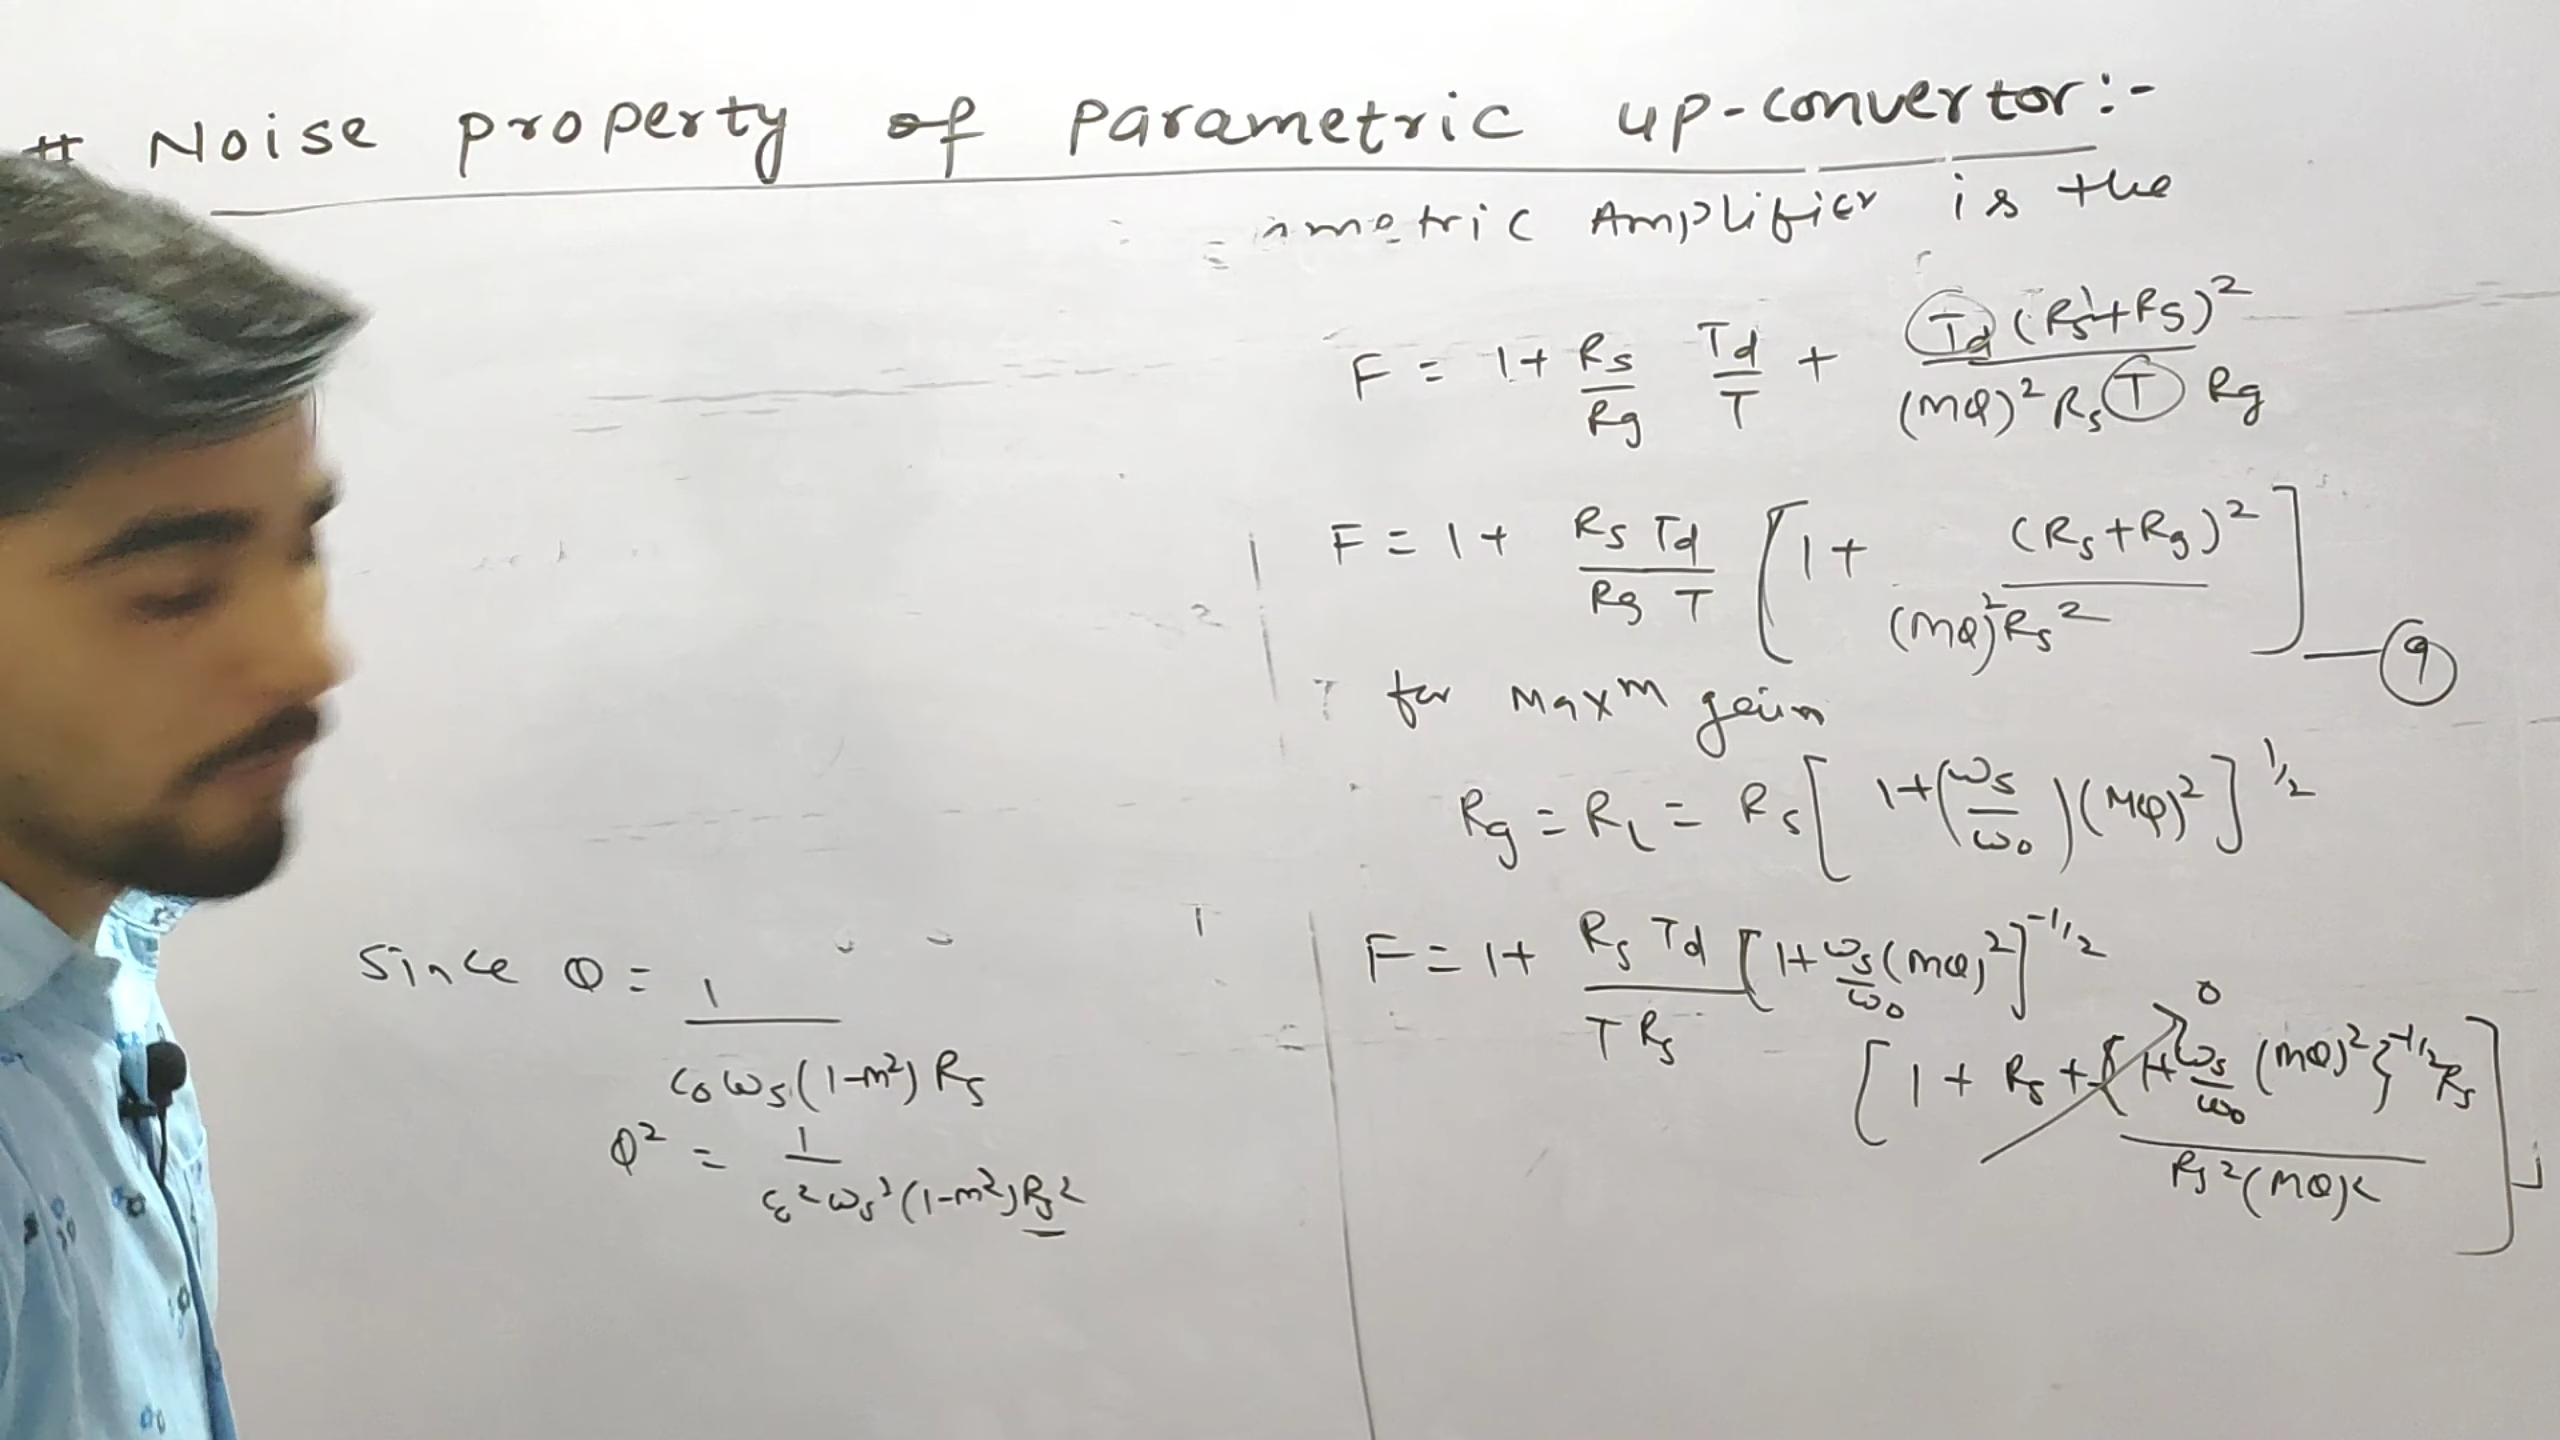 # Noise property of parametric up-convertor:-
ametric Amplifier is the
F = 1 + Rs/Rg Td/T + Td (Rs+Rs)²/(mQ)² Rs T Rg
F = 1 + Rs Td/Rg T [1 + (Rs+Rg)²/(mQ)² Rs²] — 9
for Maxm gain
Rg = RL = Rs [1 + (ωs/ω0)(MQ)²]^1/2
F = 1 + Rs Td/T Rs [1 + ωs/ω0 (mQ)²]^-1/2
[1 + Rs + {1 + ωs/ω0 (mQ)²}^-1/2 Rs/Rs² (mQ)²] 0
Since Q = 1/C0 ωs (1-m²) Rs
Q² = 1/C0² ωs² (1-m²) Rs²